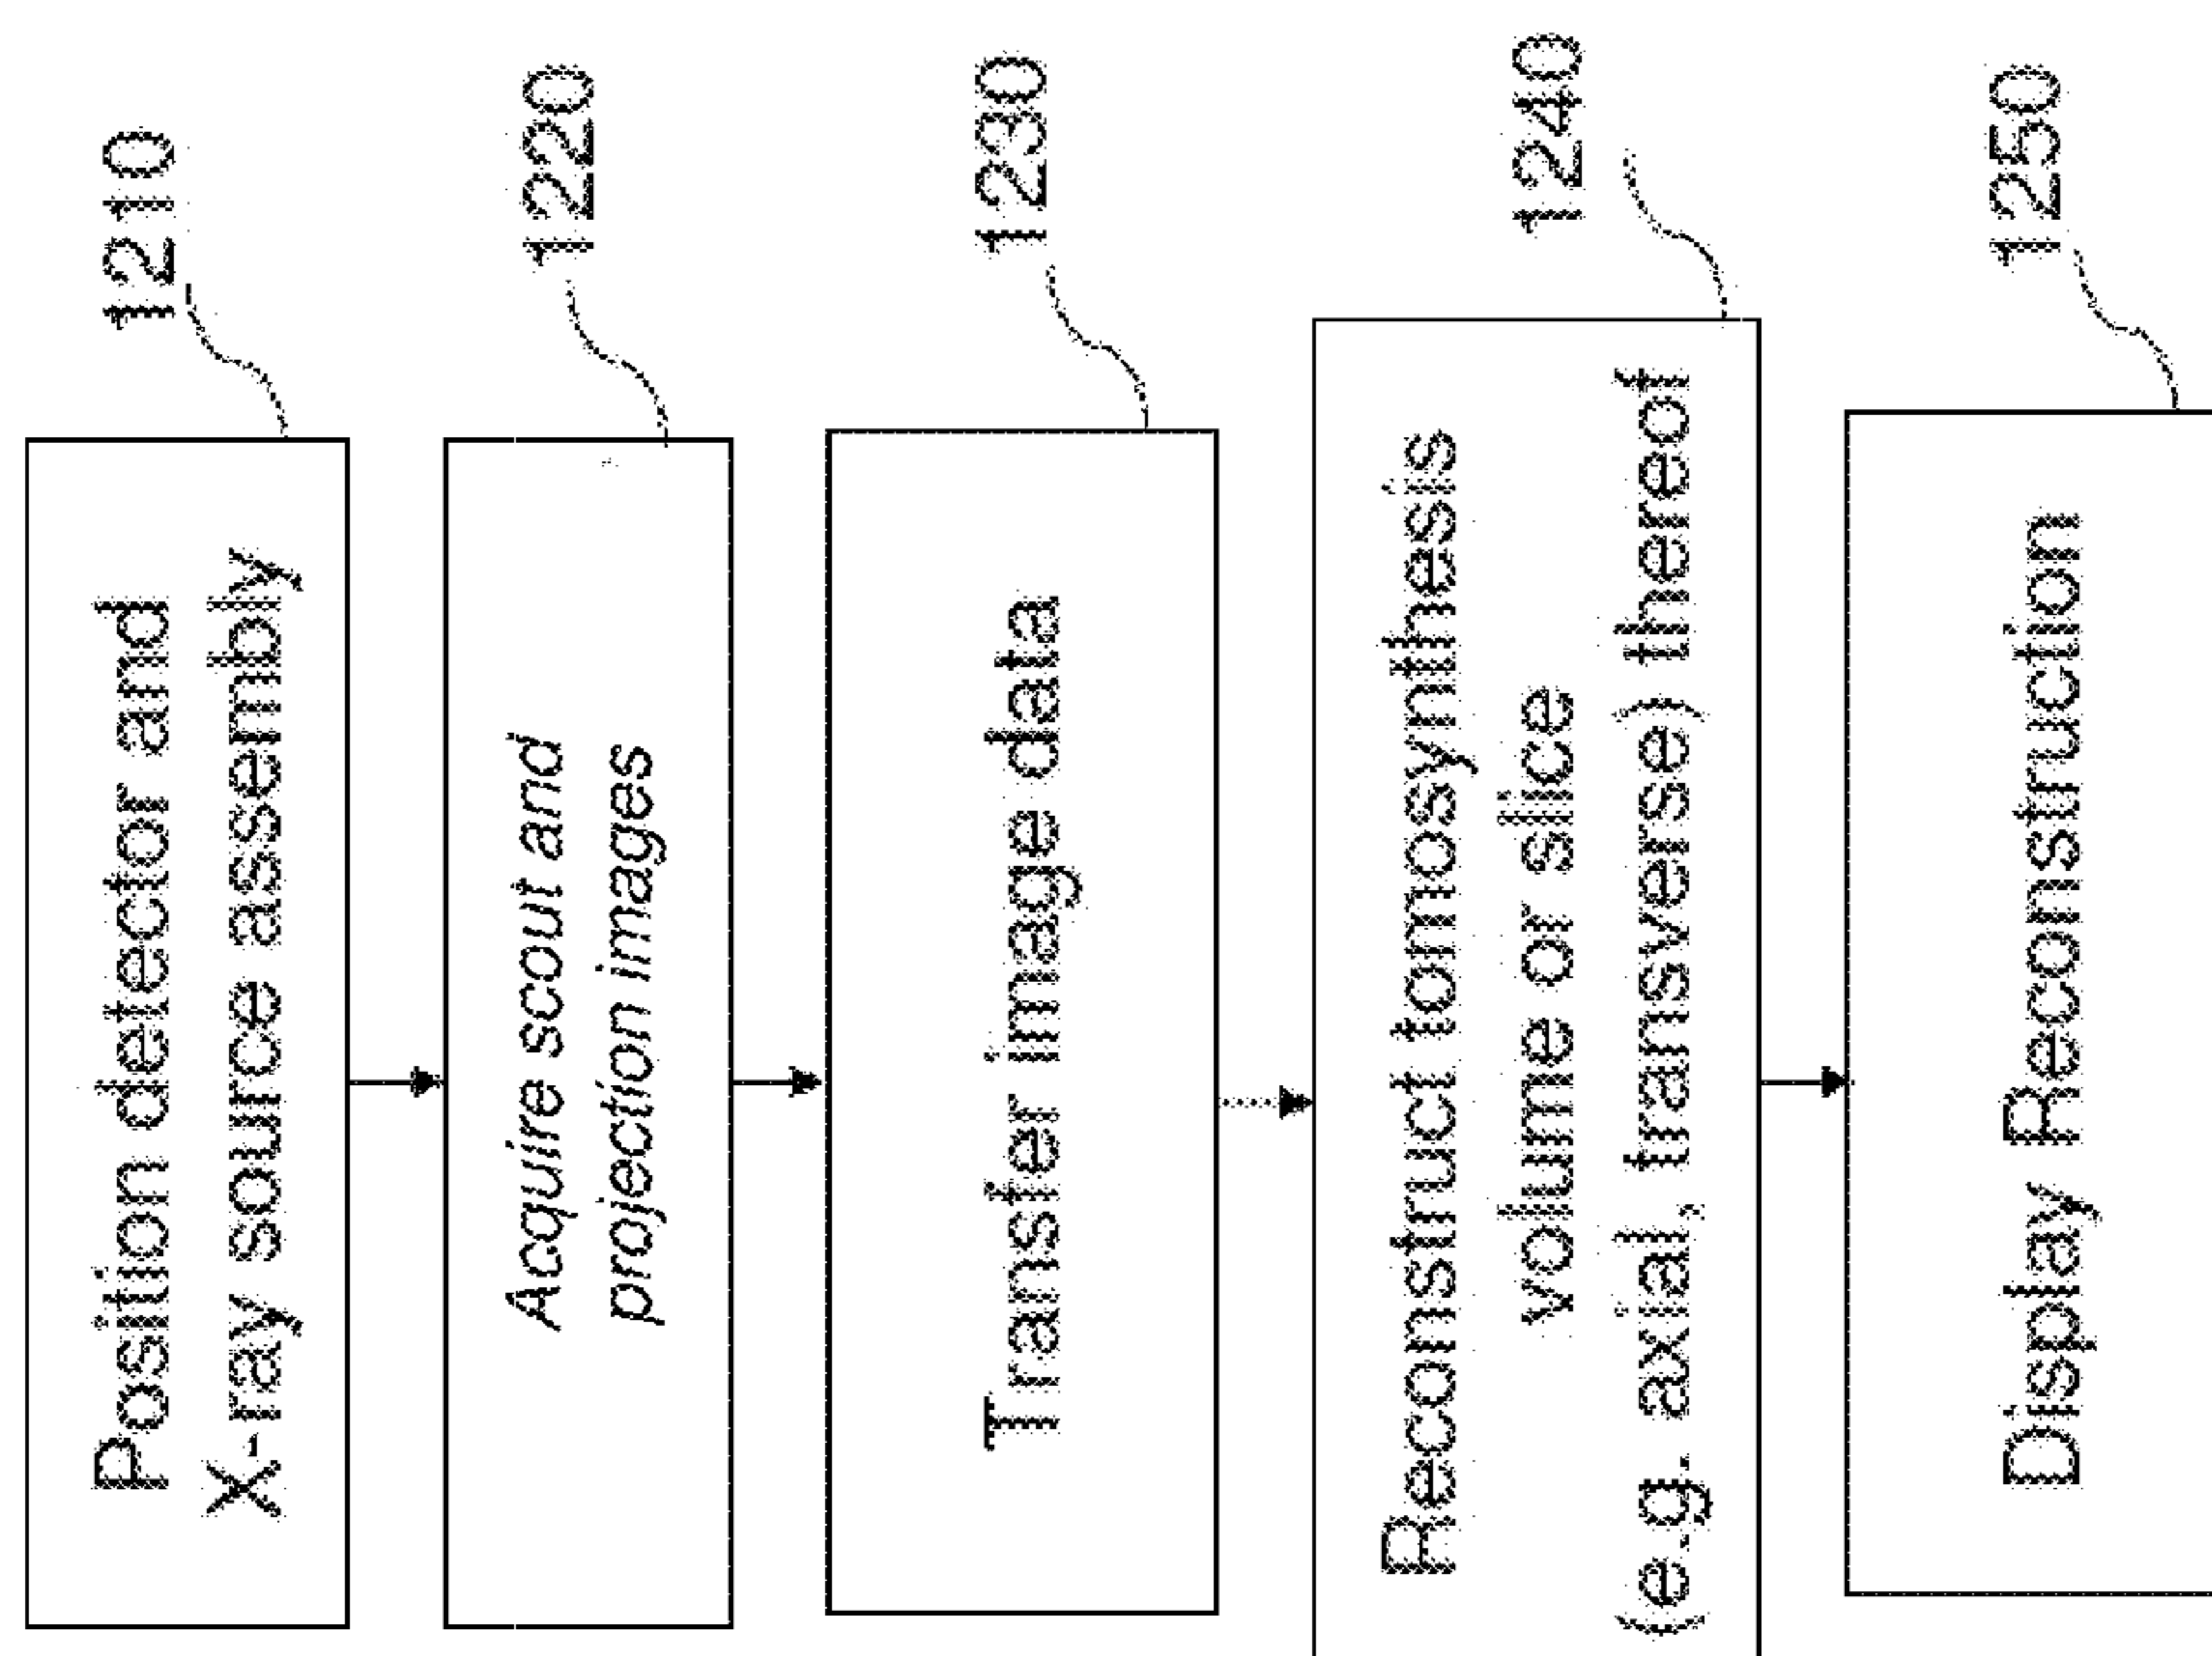 1210
Position detector and
X-ray source assembly
1220
Acquire scout and
projection images
1230
Transfer image data
1240
Reconstruct tomosynthesis
volume or slice
(e.g. axial, transverse) thereof
1250
Display Reconstruction